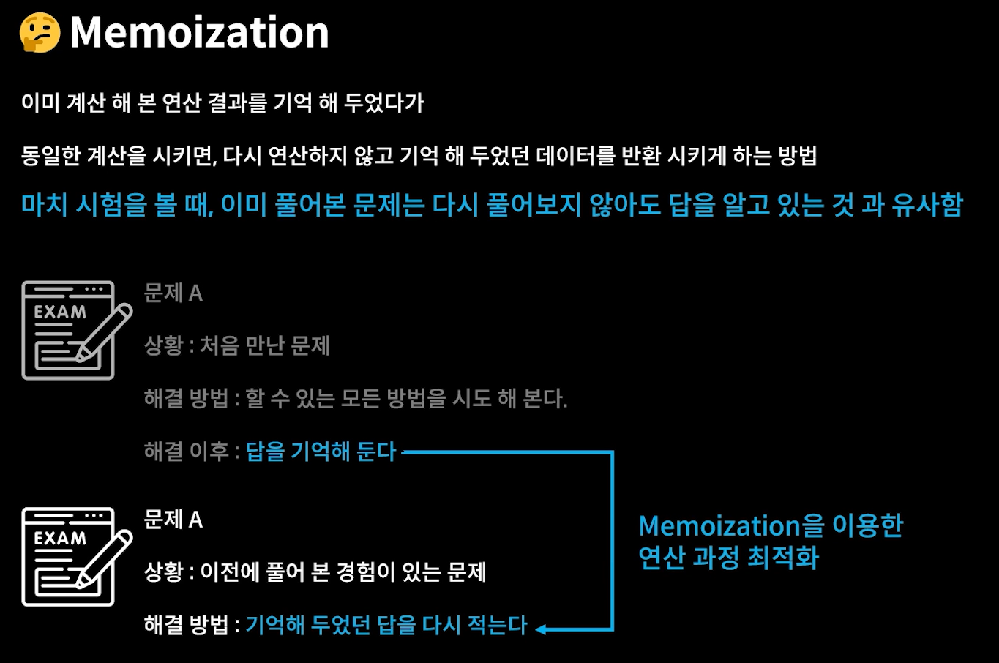 🤔 Memoization
이미 계산 해 본 연산 결과를 기억 해 두었다가
동일한 계산을 시키면, 다시 연산하지 않고 기억 해 두었던 데이터를 반환 시키게 하는 방법
마치 시험을 볼 때, 이미 풀어본 문제는 다시 풀어보지 않아도 답을 알고 있는 것 과 유사함
EXAM
문제 A
상황 : 처음 만난 문제
해결 방법 : 할 수 있는 모든 방법을 시도 해 본다.
해결 이후 : 답을 기억해 둔다
EXAM
문제 A
상황 : 이전에 풀어 본 경험이 있는 문제
해결 방법 : 기억해 두었던 답을 다시 적는다
Memoization을 이용한
연산 과정 최적화